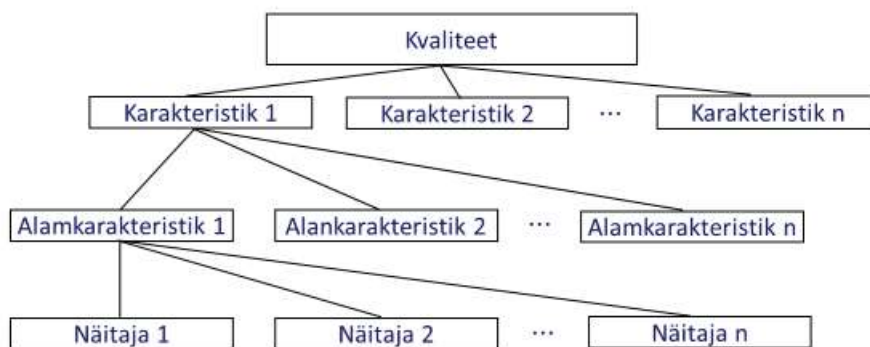 Kvaliteet
Karakteristik 1 Karakteristik 2 ... Karakteristik n
Alamkarakteristik 1 Alankarakteristik 2 ... Alamkarakteristik n
Näitaja 1 Näitaja 2 ... Näitaja n